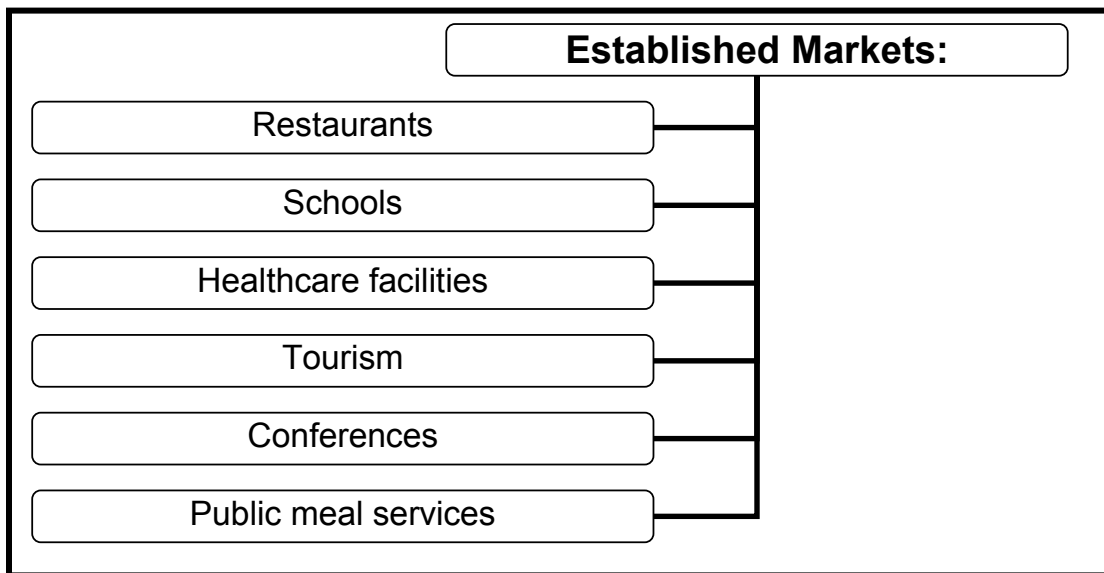 Established Markets:
Restaurants
Schools
Healthcare facilities
Tourism
Conferences
Public meal services